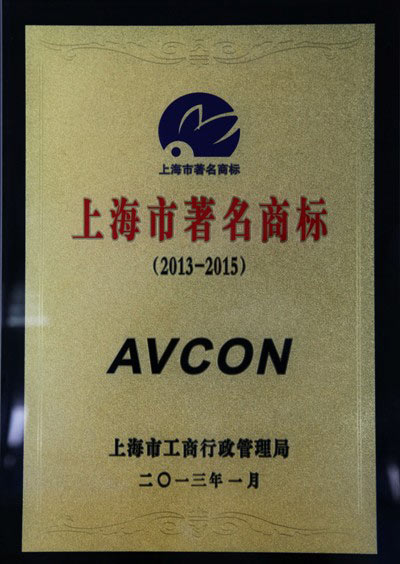 上海市著名商标
上海市著名商标
(2013-2015)
AVCON
上海市工商行政管理局
二〇一三年一月